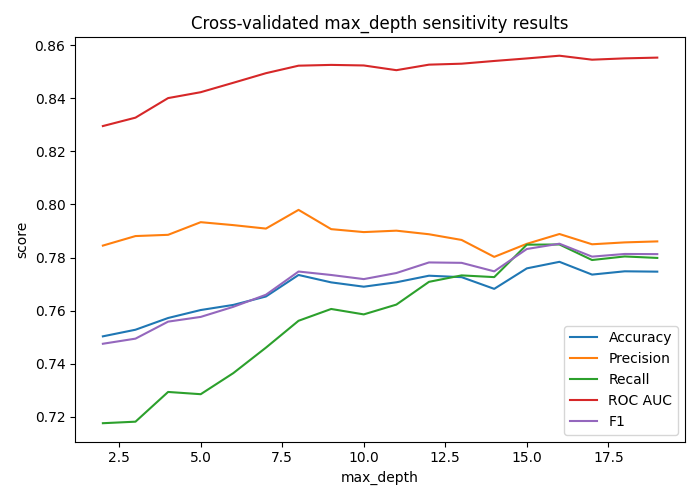 Cross-validated max_depth sensitivity results
score
0.86
0.84
0.82
0.80
0.78
0.76
0.74
0.72
2.5 5.0 7.5 10.0 12.5 15.0 17.5
max_depth
Accuracy
Precision
Recall
ROC AUC
F1